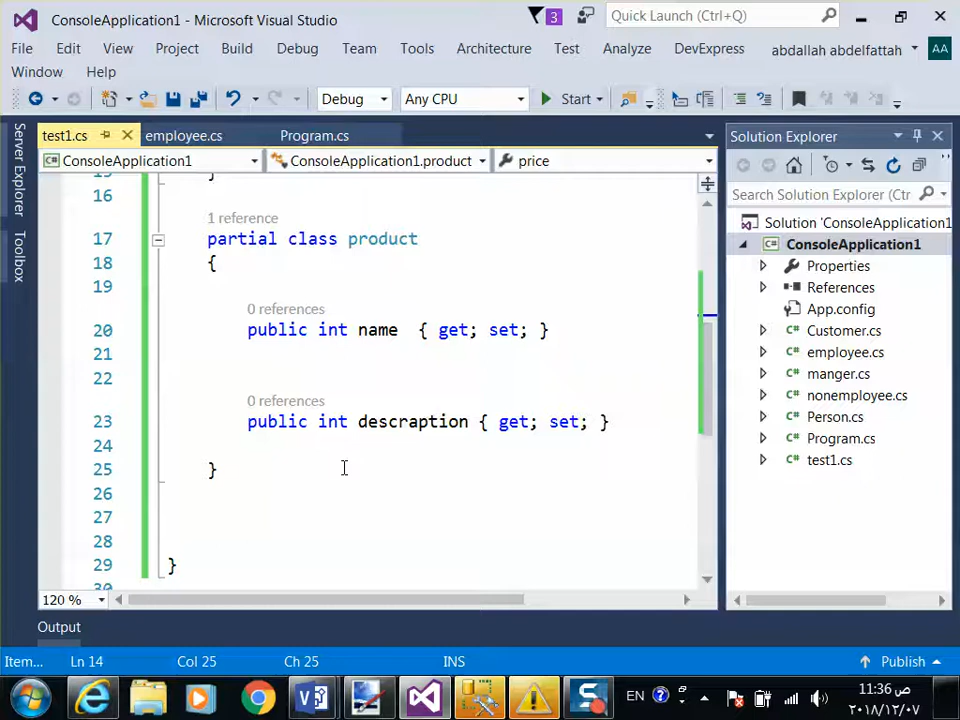 ConsoleApplication1 - Microsoft Visual Studio
3
Quick Launch (Ctrl+Q)
File Edit View Project Build Debug Team Tools Architecture Test Analyze DevExpress abdallah abdelfattah AA
Window Help
Debug Any CPU Start
Server Explorer
Toolbox
test1.cs employee.cs Program.cs
ConsoleApplication1 ConsoleApplication1.product price
15 }
16
1 reference
17 partial class product
18 {
19
0 references
20 public int name { get; set; }
21
22
0 references
23 public int descraption { get; set; }
24
25 }
26
27
28
29 }
30
120 %
Solution Explorer
Search Solution Explorer (Ctr
Solution 'ConsoleApplication1
ConsoleApplication1
Properties
References
App.config
Customer.cs
employee.cs
manger.cs
nonemployee.cs
Person.cs
Program.cs
test1.cs
Output
Item... Ln 14 Col 25 Ch 25 INS Publish
EN 11:36 ص
٢٠١٨/١٢/٠٧